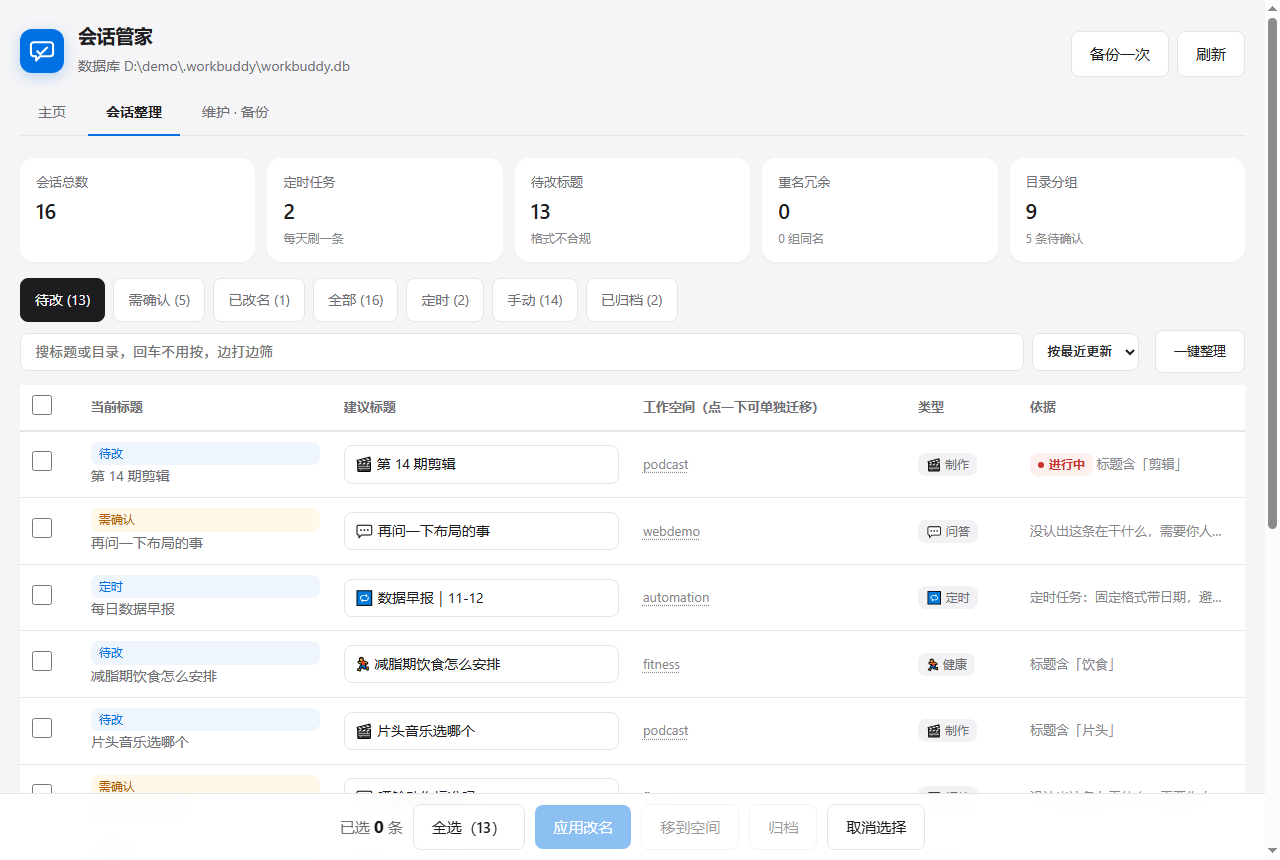 会话管家
数据库 D:\demo\.workbuddy\workbuddy.db
备份一次
刷新
主页
会话整理
维护 · 备份
会话总数
16
定时任务
2
每天刷一条
待改标题
13
格式不合规
重名冗余
0
0 组同名
目录分组
9
5 条待确认
待改 (13)
需确认 (5)
已改名 (1)
全部 (16)
定时 (2)
手动 (14)
已归档 (2)
搜标题或目录，回车不用按，边打边筛
按最近更新
一键整理
当前标题
建议标题
工作空间（点一下可单独迁移）
类型
依据
待改
第 14 期剪辑
🎬 第 14 期剪辑
podcast
🎬 制作
进行中 标题含「剪辑」
需确认
再问一下布局的事
💬 再问一下布局的事
webdemo
💬 问答
没认出这条在干什么，需要你人...
定时
每日数据早报
🔁 数据早报 | 11-12
automation
🔁 定时
定时任务：固定格式带日期，避...
待改
减脂期饮食怎么安排
🏃 减脂期饮食怎么安排
fitness
🏃 健康
标题含「饮食」
待改
片头音乐选哪个
🎬 片头音乐选哪个
podcast
🎬 制作
标题含「片头」
需确认
已选 0 条
全选（13）
应用改名
移到空间
归档
取消选择